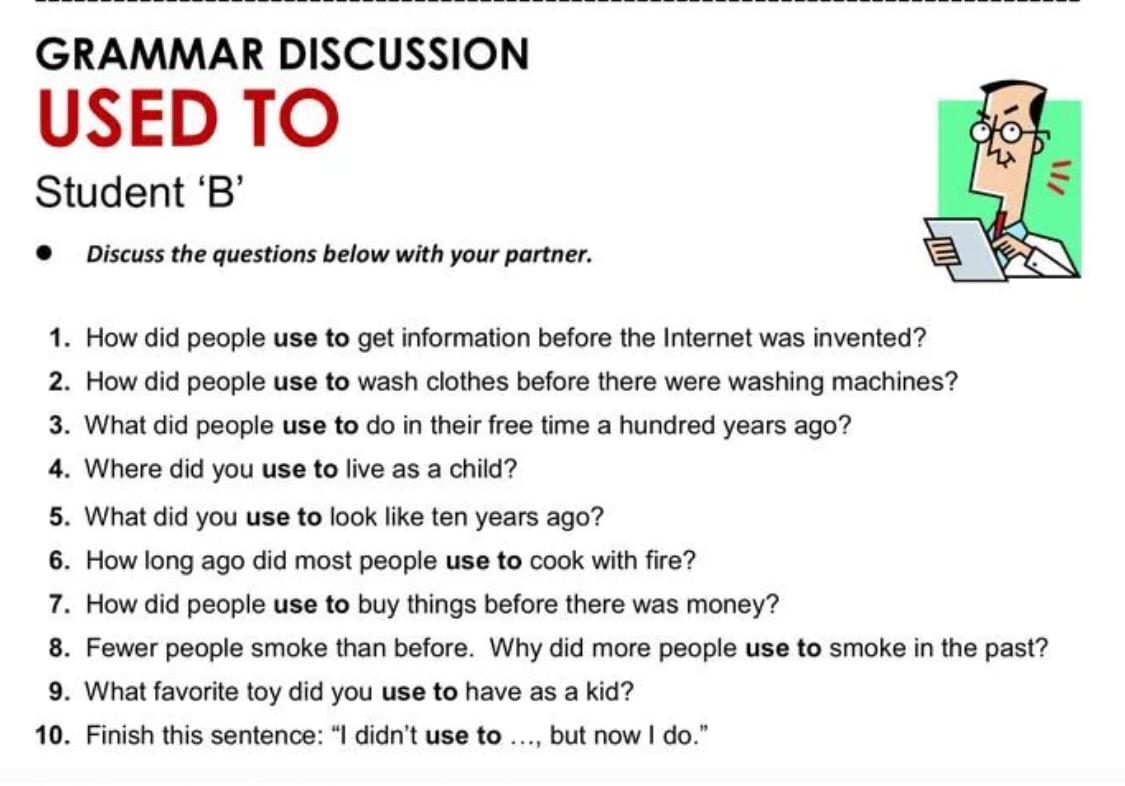 GRAMMAR DISCUSSION
USED TO
Student ‘B’
● Discuss the questions below with your partner.
1. How did people use to get information before the Internet was invented?
2. How did people use to wash clothes before there were washing machines?
3. What did people use to do in their free time a hundred years ago?
4. Where did you use to live as a child?
5. What did you use to look like ten years ago?
6. How long ago did most people use to cook with fire?
7. How did people use to buy things before there was money?
8. Fewer people smoke than before.  Why did more people use to smoke in the past?
9. What favorite toy did you use to have as a kid?
10. Finish this sentence: “I didn’t use to …, but now I do.”